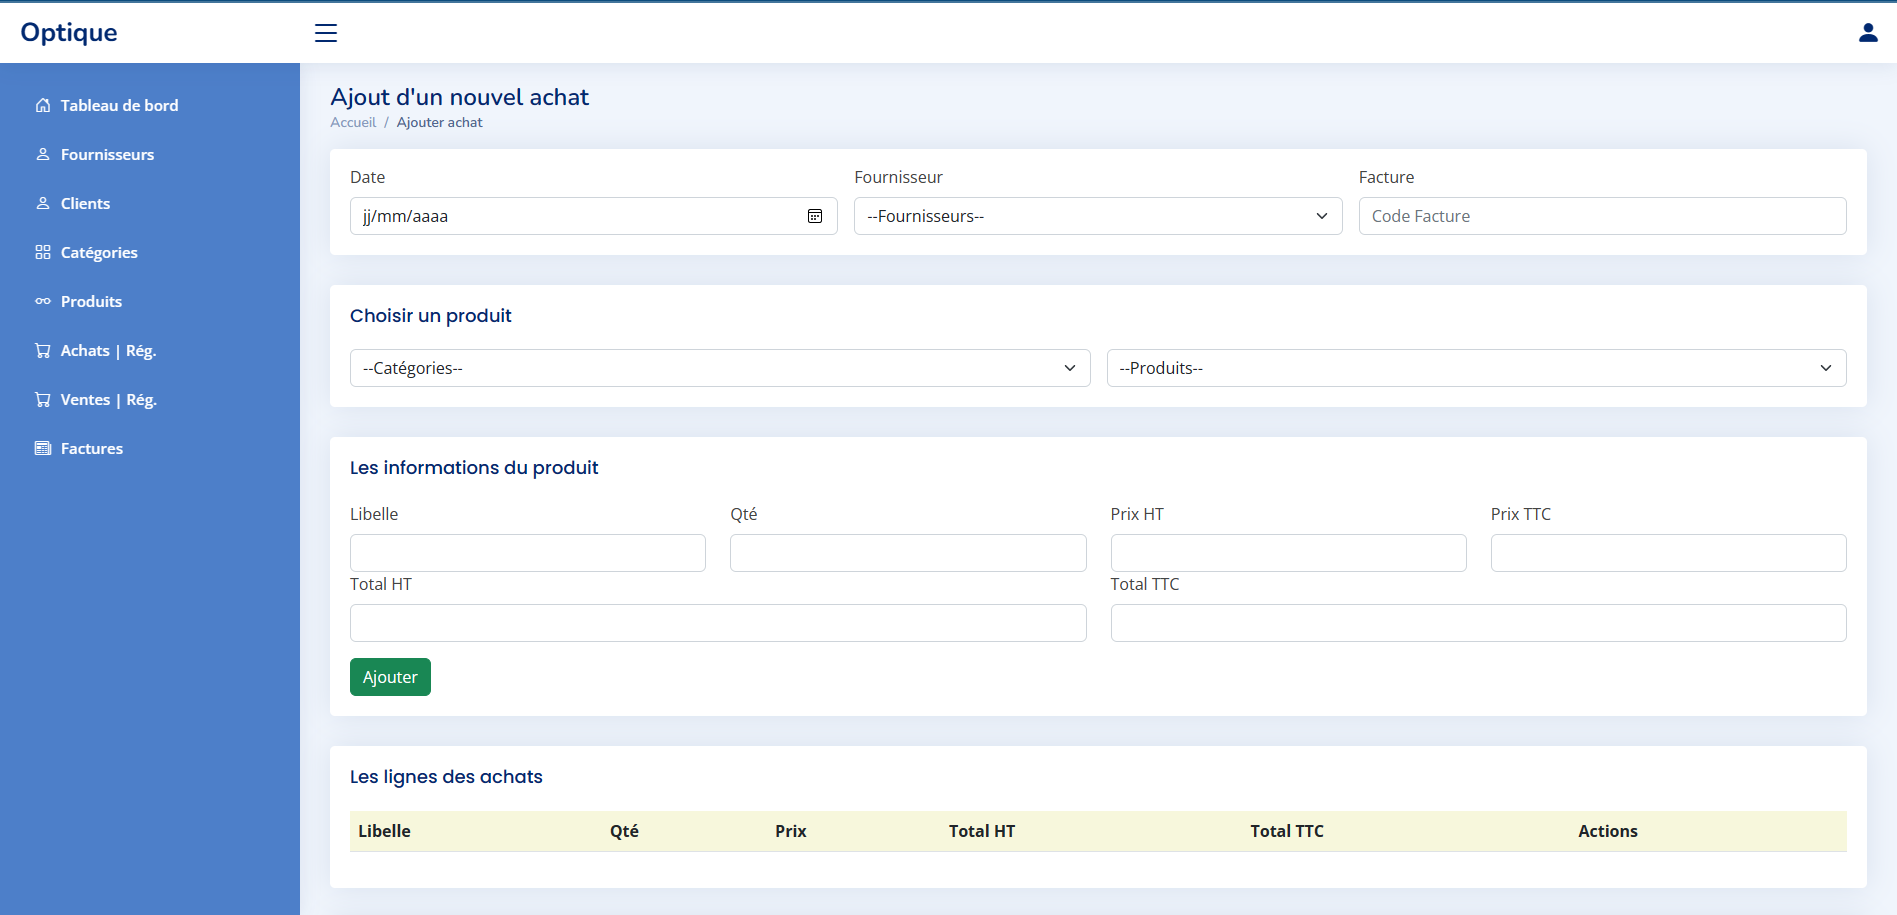 Optique
Tableau de bord
Fournisseurs
Clients
Catégories
Produits
Achats | Rég.
Ventes | Rég.
Factures
Ajout d'un nouvel achat
Accueil / Ajouter achat
Date Fournisseur Facture
jj/mm/aaaa --Fournisseurs-- Code Facture
Choisir un produit
--Catégories-- --Produits--
Les informations du produit
Libelle Qté Prix HT Prix TTC
Total HT Total TTC
Ajouter
Les lignes des achats
Libelle Qté Prix Total HT Total TTC Actions